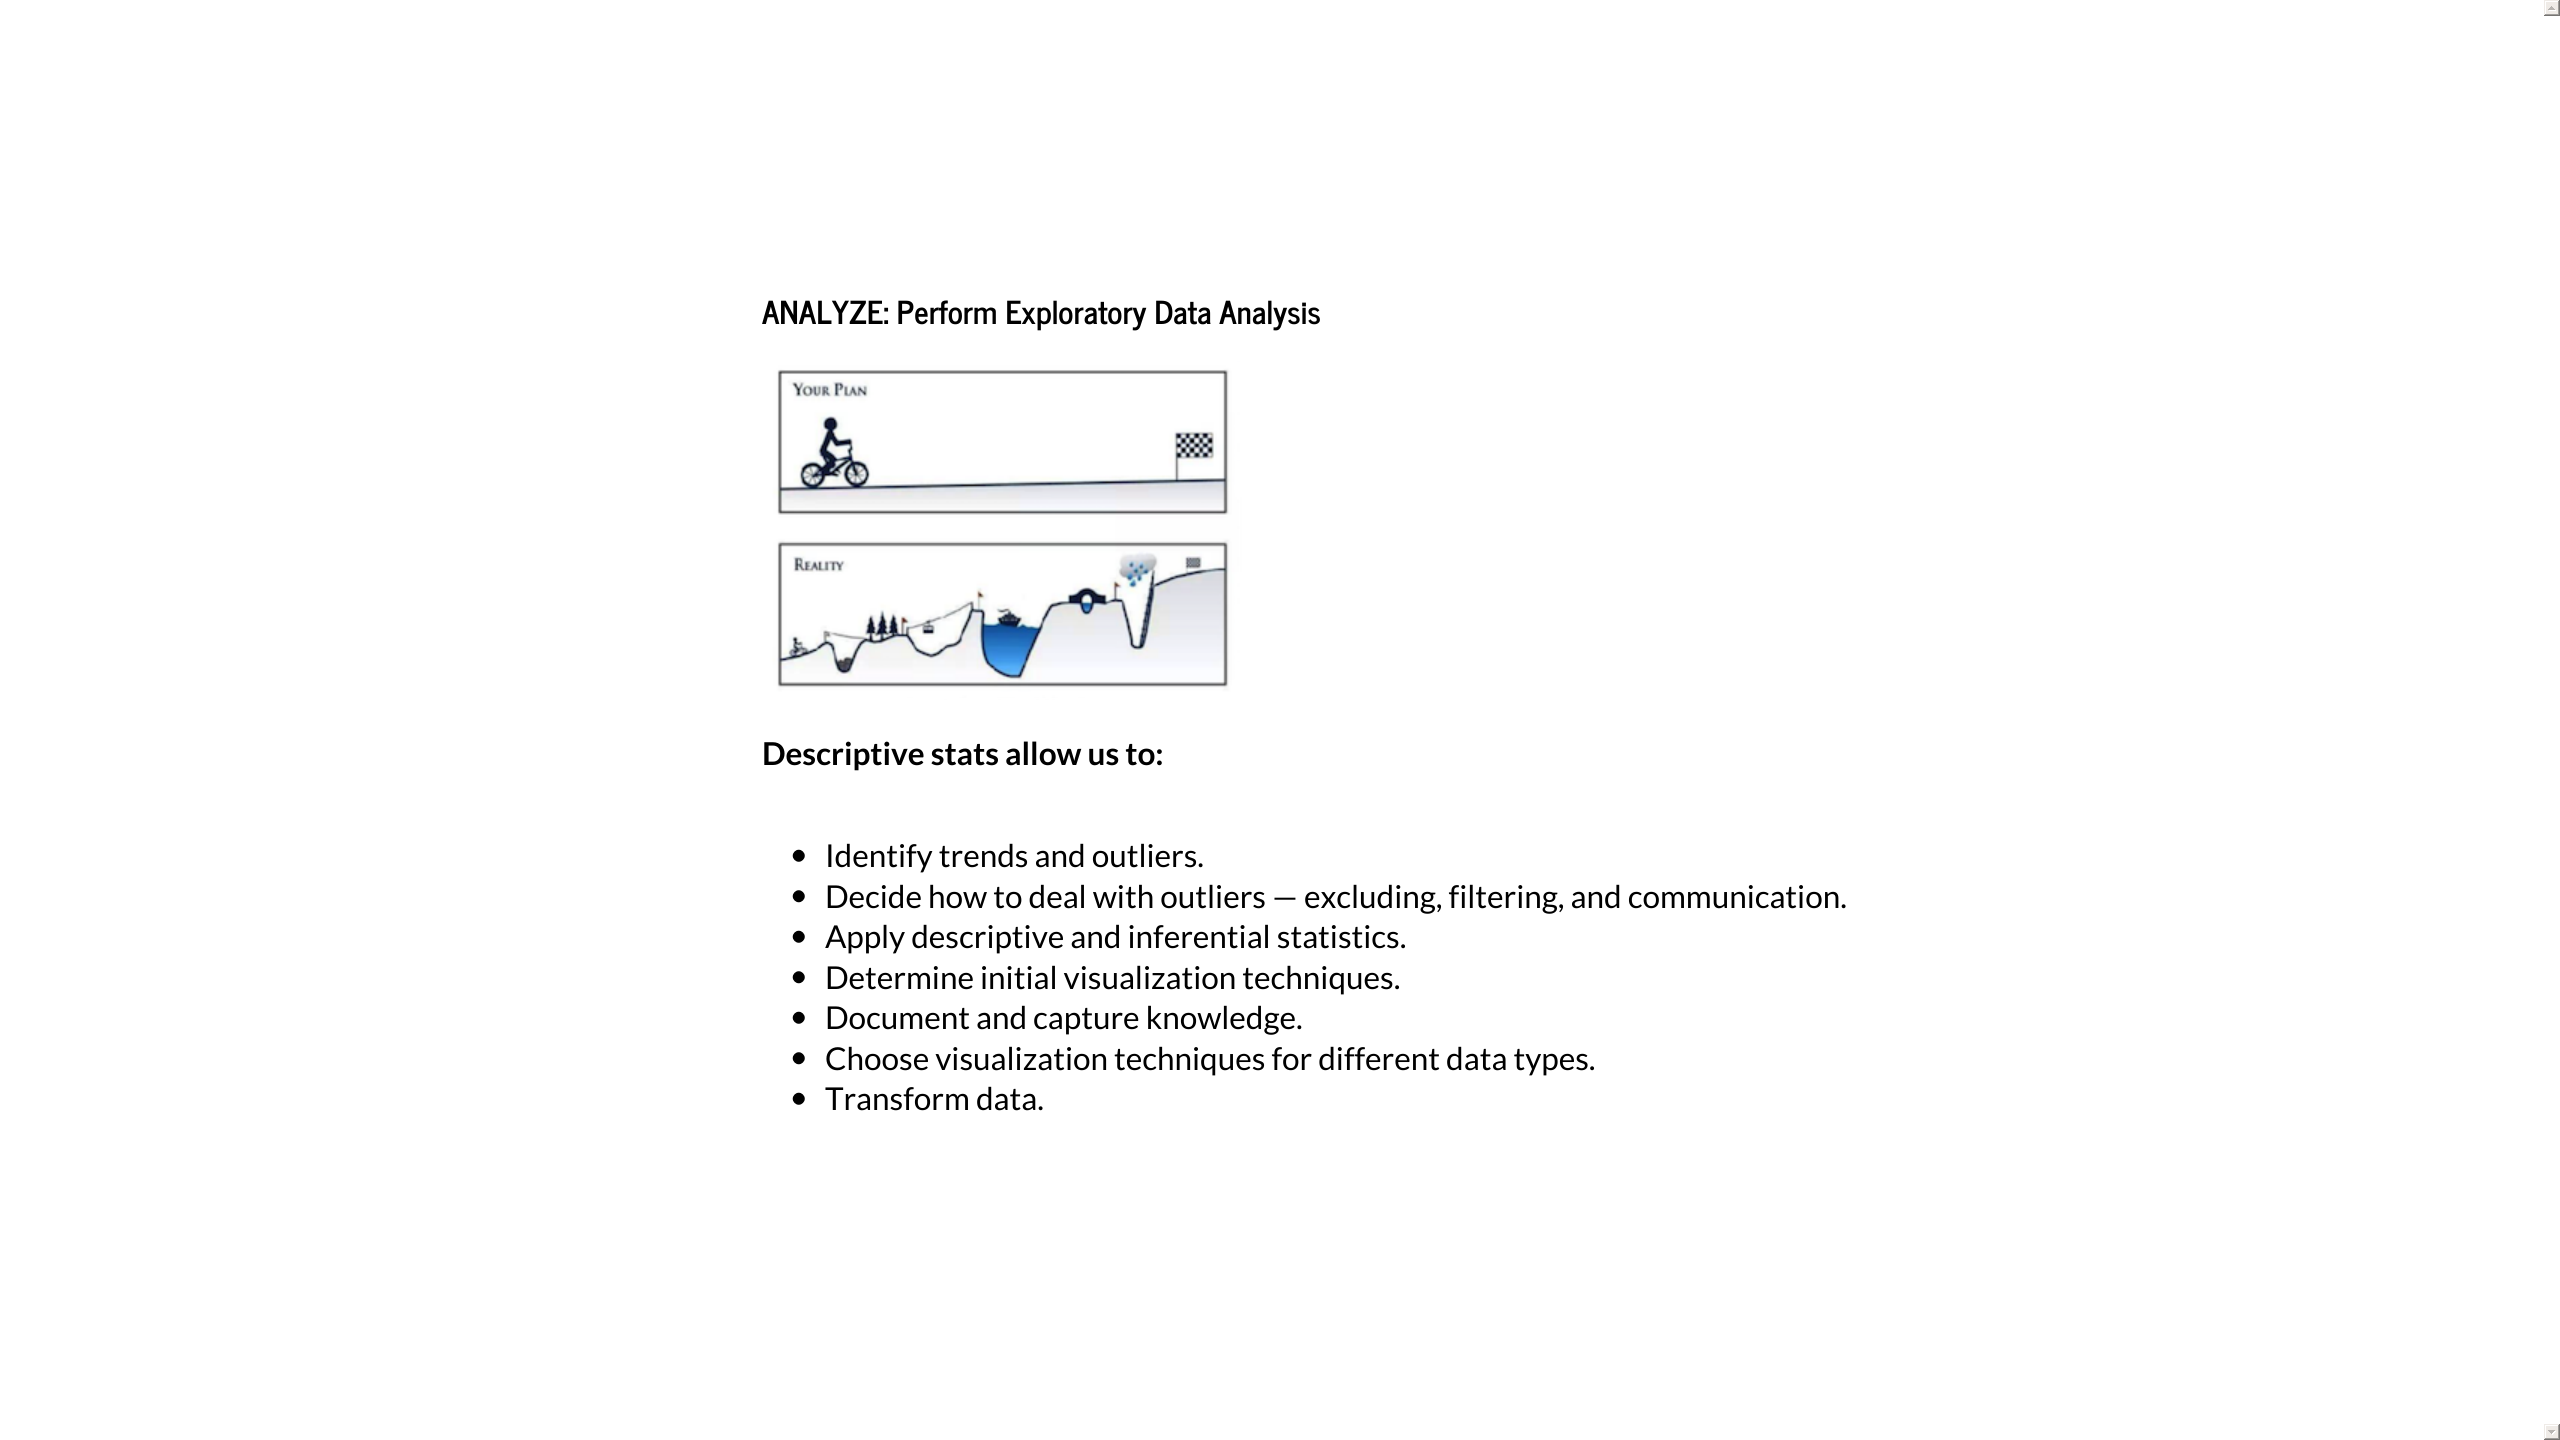 ANALYZE: Perform Exploratory Data Analysis
YOUR PLAN
REALITY
Descriptive stats allow us to:
Identify trends and outliers.
Decide how to deal with outliers — excluding, filtering, and communication.
Apply descriptive and inferential statistics.
Determine initial visualization techniques.
Document and capture knowledge.
Choose visualization techniques for different data types.
Transform data.